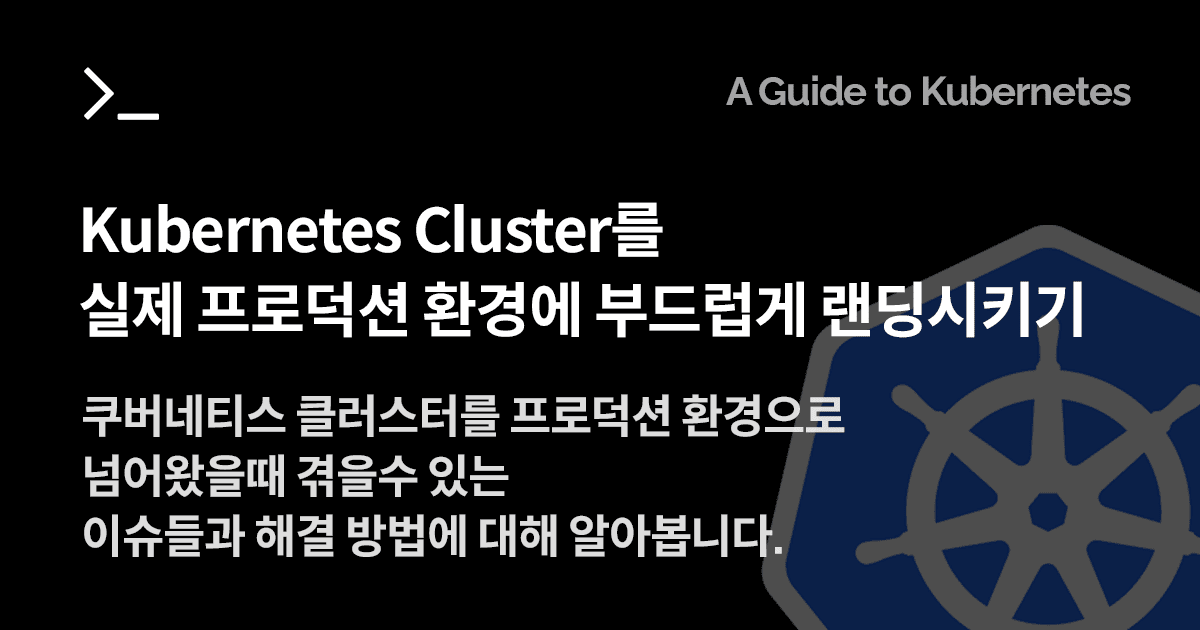 >_
A Guide to Kubernetes
Kubernetes Cluster를
실제 프로덕션 환경에 부드럽게 랜딩시키기
쿠버네티스 클러스터를 프로덕션 환경으로
넘어왔을때 겪을수 있는
이슈들과 해결 방법에 대해 알아봅니다.